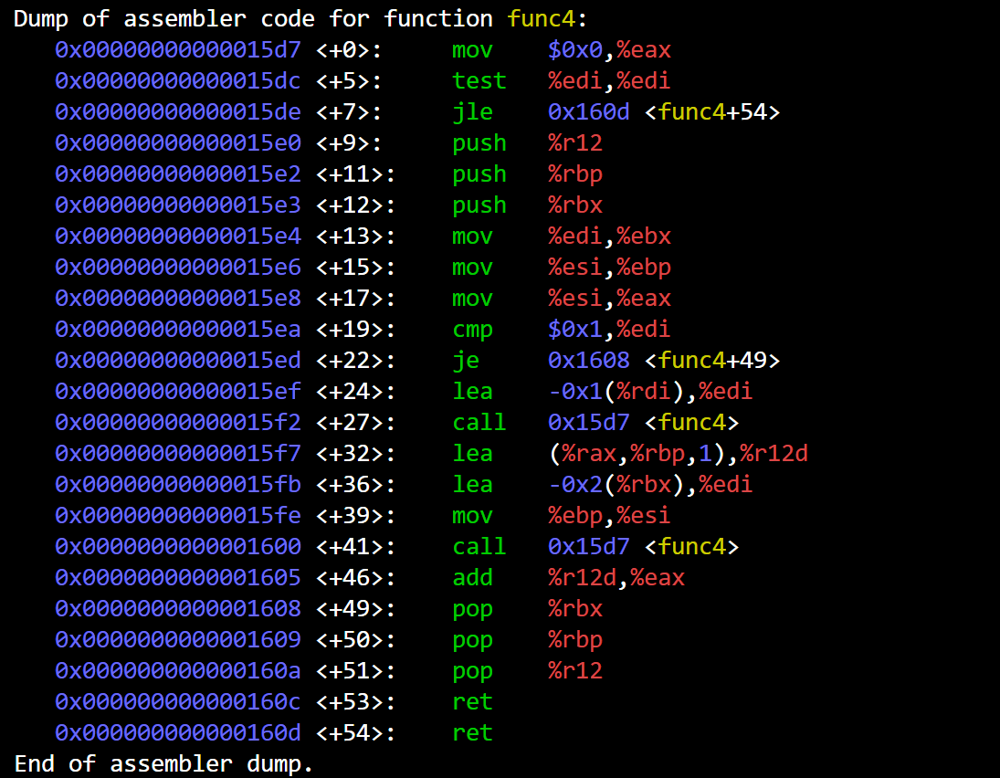 Dump of assembler code for function func4:
   0x00000000000015d7 <+0>:     mov    $0x0,%eax
   0x00000000000015dc <+5>:     test   %edi,%edi
   0x00000000000015de <+7>:     jle    0x160d <func4+54>
   0x00000000000015e0 <+9>:     push   %r12
   0x00000000000015e2 <+11>:    push   %rbp
   0x00000000000015e3 <+12>:    push   %rbx
   0x00000000000015e4 <+13>:    mov    %edi,%ebx
   0x00000000000015e6 <+15>:    mov    %esi,%ebp
   0x00000000000015e8 <+17>:    mov    %esi,%eax
   0x00000000000015ea <+19>:    cmp    $0x1,%edi
   0x00000000000015ed <+22>:    je     0x1608 <func4+49>
   0x00000000000015ef <+24>:    lea    -0x1(%rdi),%edi
   0x00000000000015f2 <+27>:    call   0x15d7 <func4>
   0x00000000000015f7 <+32>:    lea    (%rax,%rbp,1),%r12d
   0x00000000000015fb <+36>:    lea    -0x2(%rbx),%edi
   0x00000000000015fe <+39>:    mov    %ebp,%esi
   0x0000000000001600 <+41>:    call   0x15d7 <func4>
   0x0000000000001605 <+46>:    add    %r12d,%eax
   0x0000000000001608 <+49>:    pop    %rbx
   0x0000000000001609 <+50>:    pop    %rbp
   0x000000000000160a <+51>:    pop    %r12
   0x000000000000160c <+53>:    ret
   0x000000000000160d <+54>:    ret
End of assembler dump.